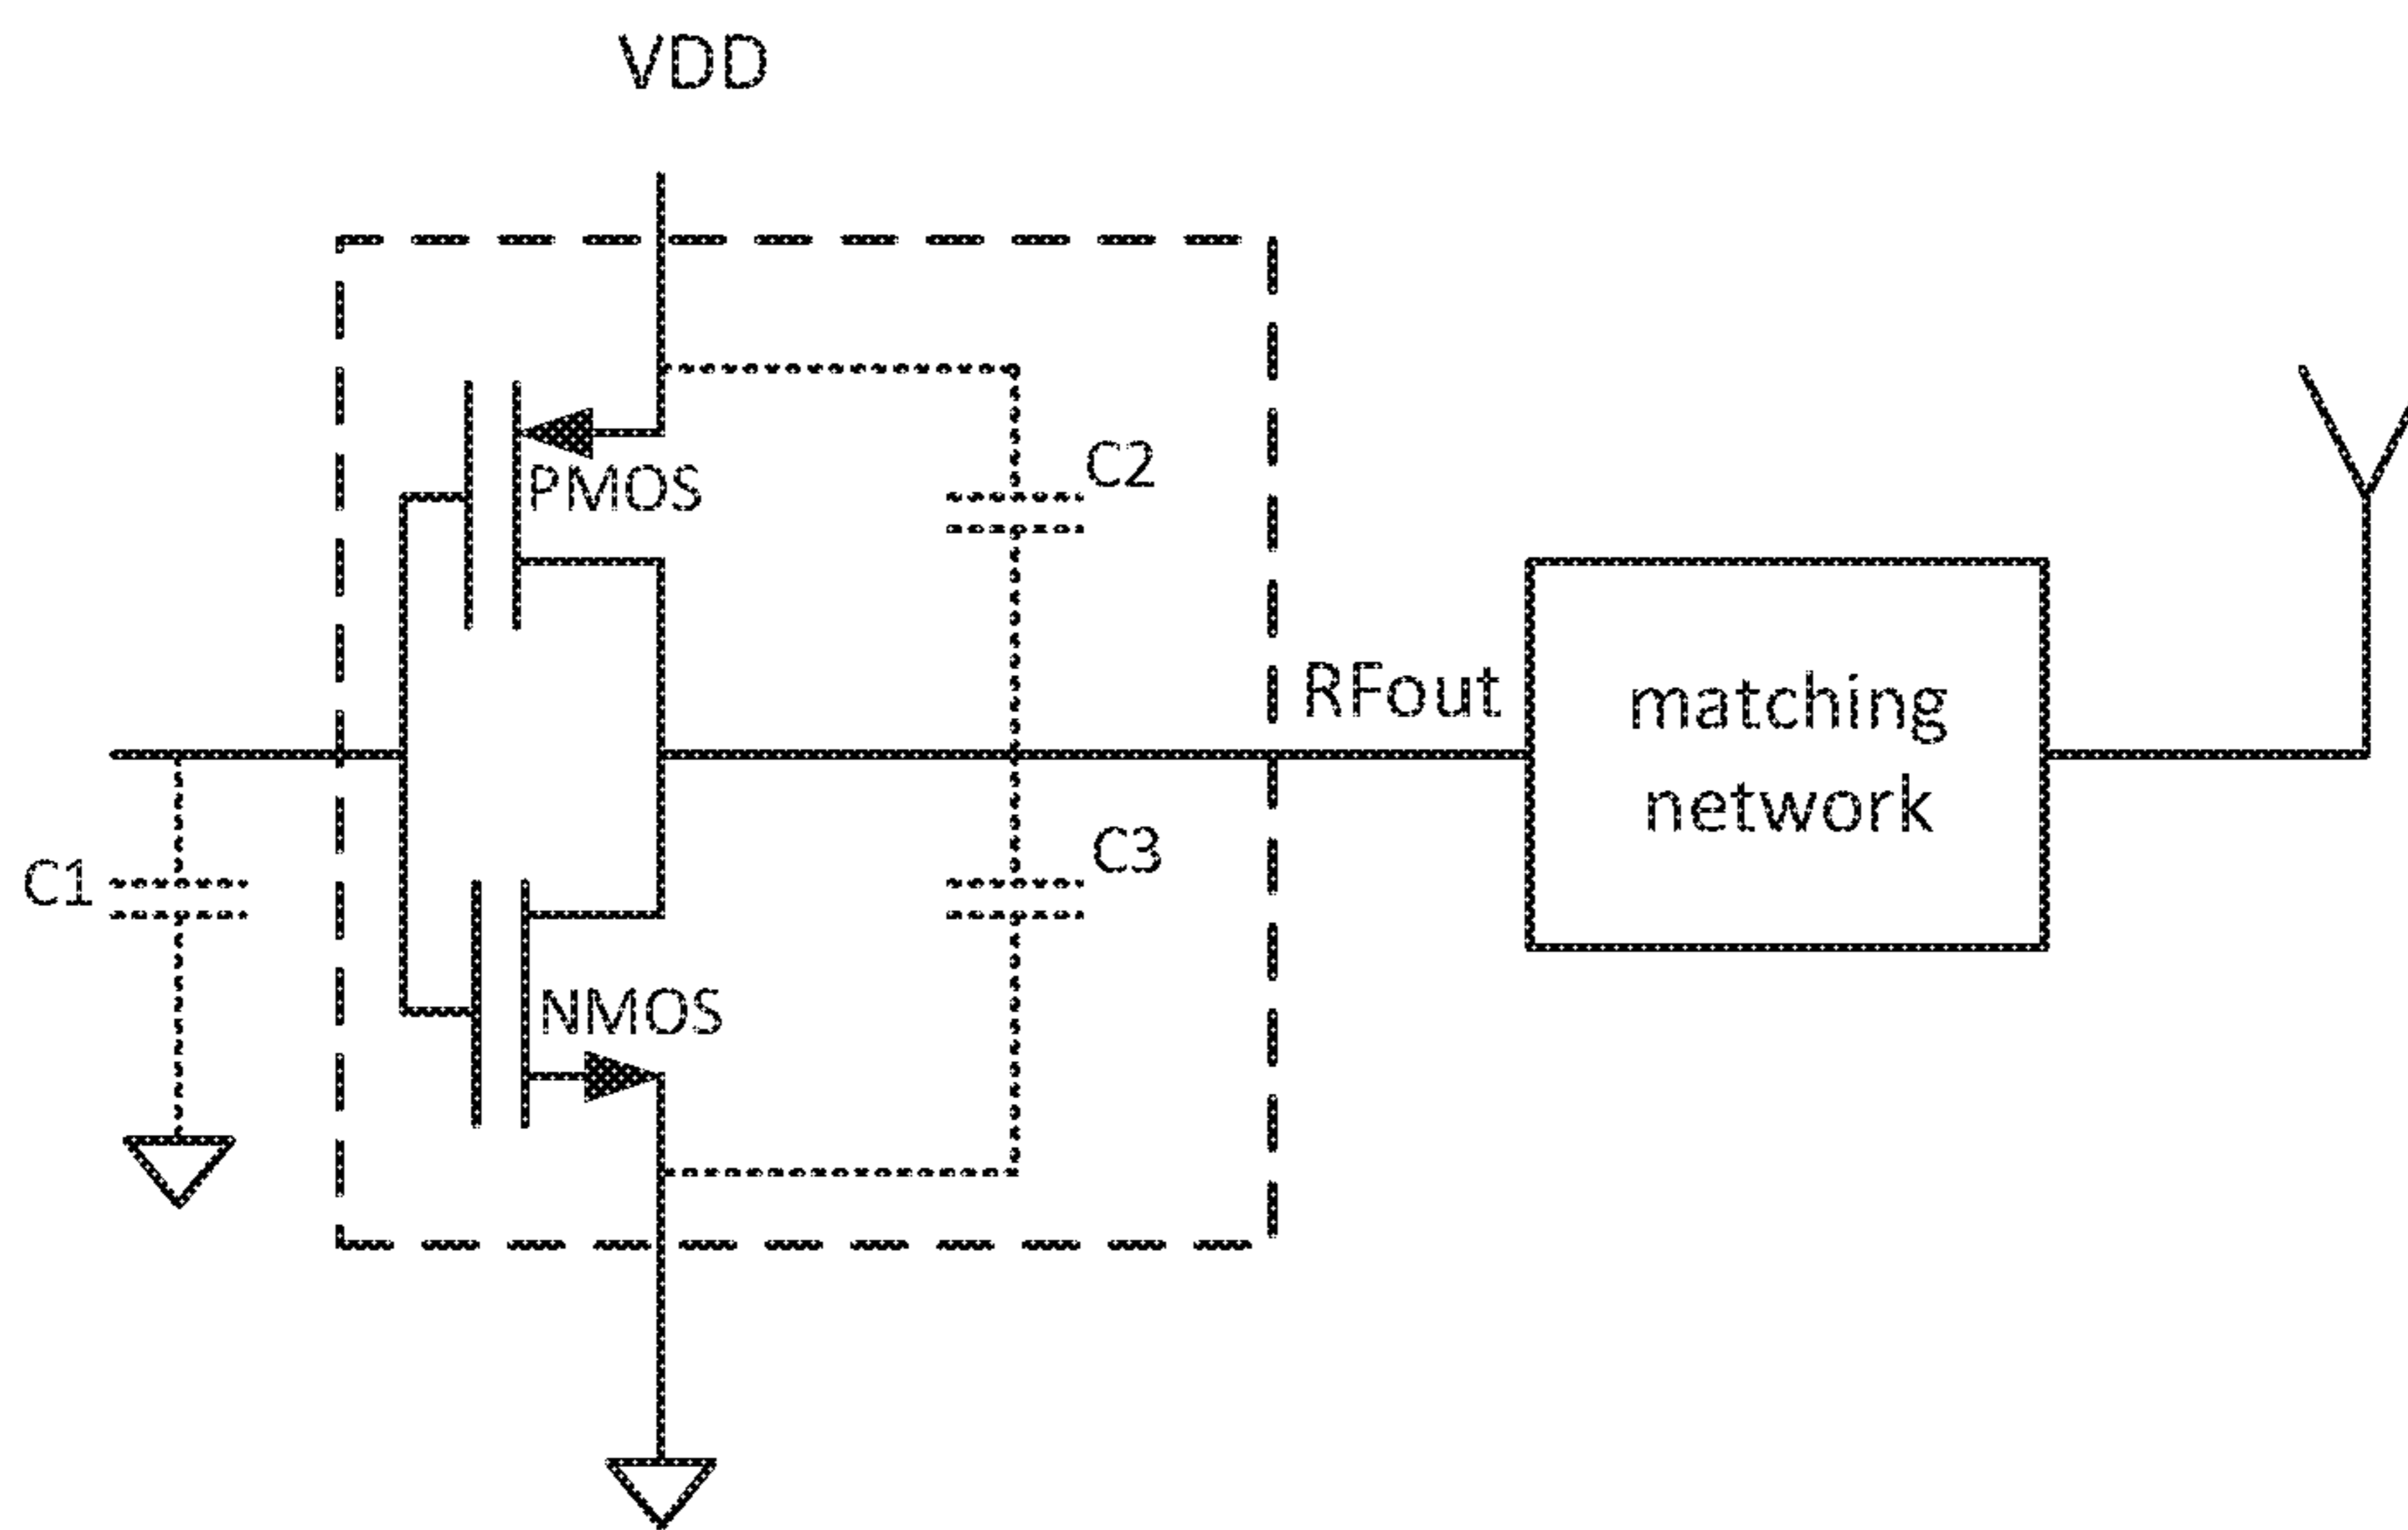 VDD
C2
PMOS
RFout
matching
network
C3
C1
NMOS